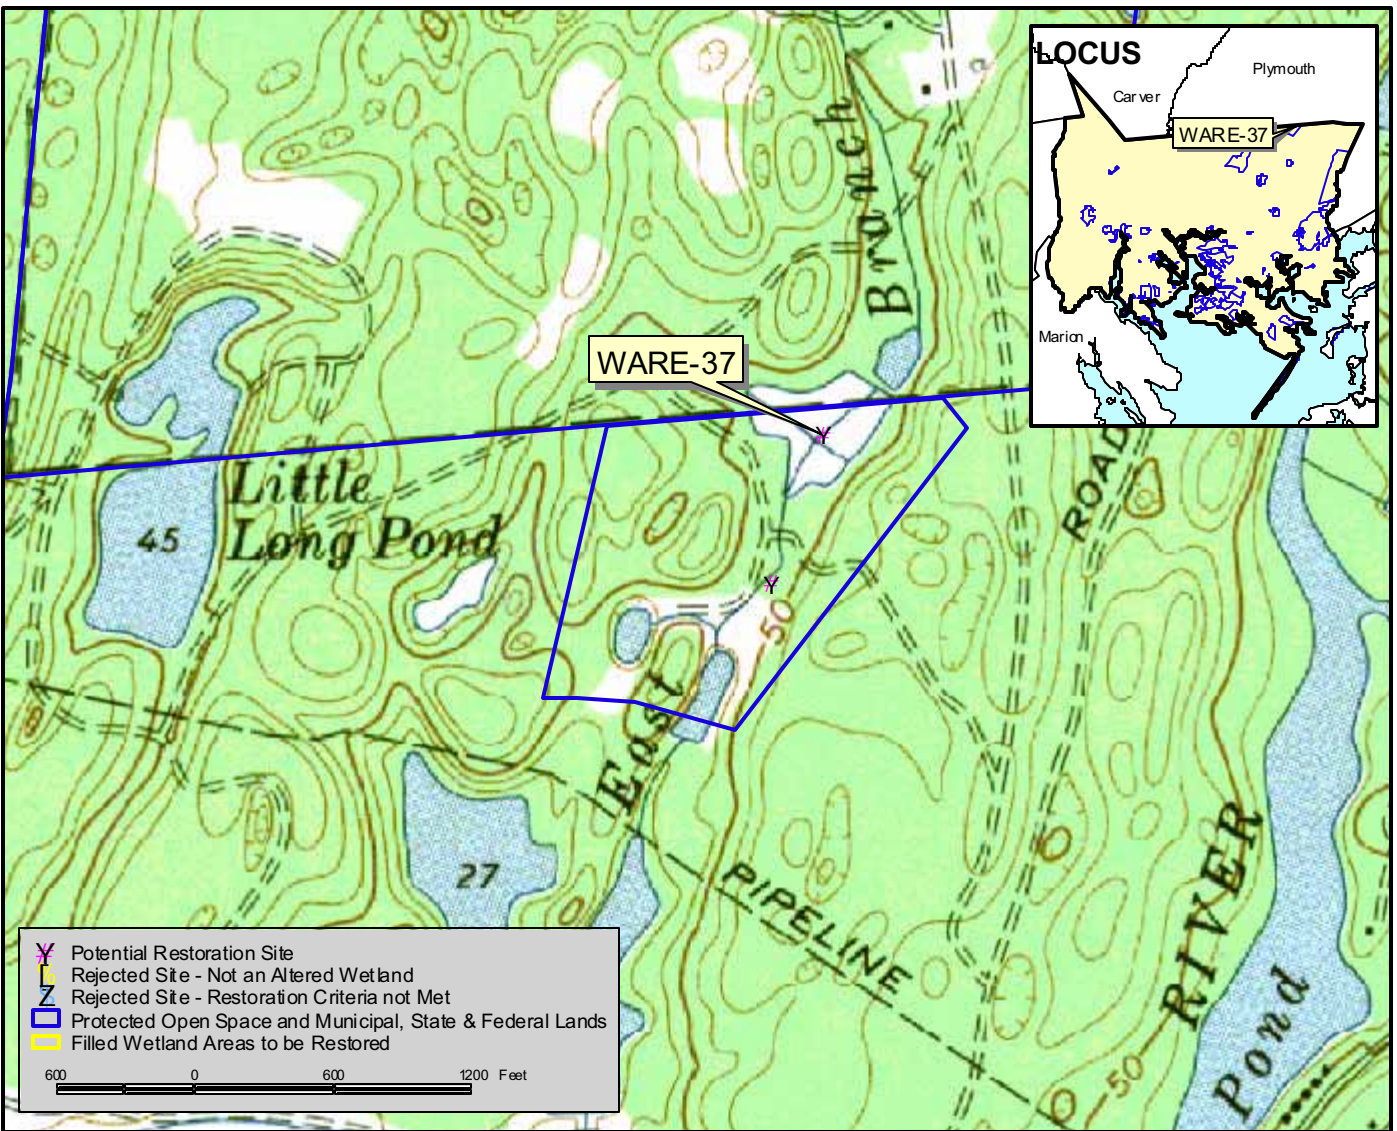 LOCUS
Plymouth
Carver
WARE-37
Marion
Branch
WARE-37
Little
Long Pond
45
ROAD
50
East
27
PIPELINE
RIVER
Pond
50
Y Potential Restoration Site
Rejected Site - Not an Altered Wetland
Z Rejected Site - Restoration Criteria not Met
Protected Open Space and Municipal, State & Federal Lands
Filled Wetland Areas to be Restored
600 0 600 1200 Feet